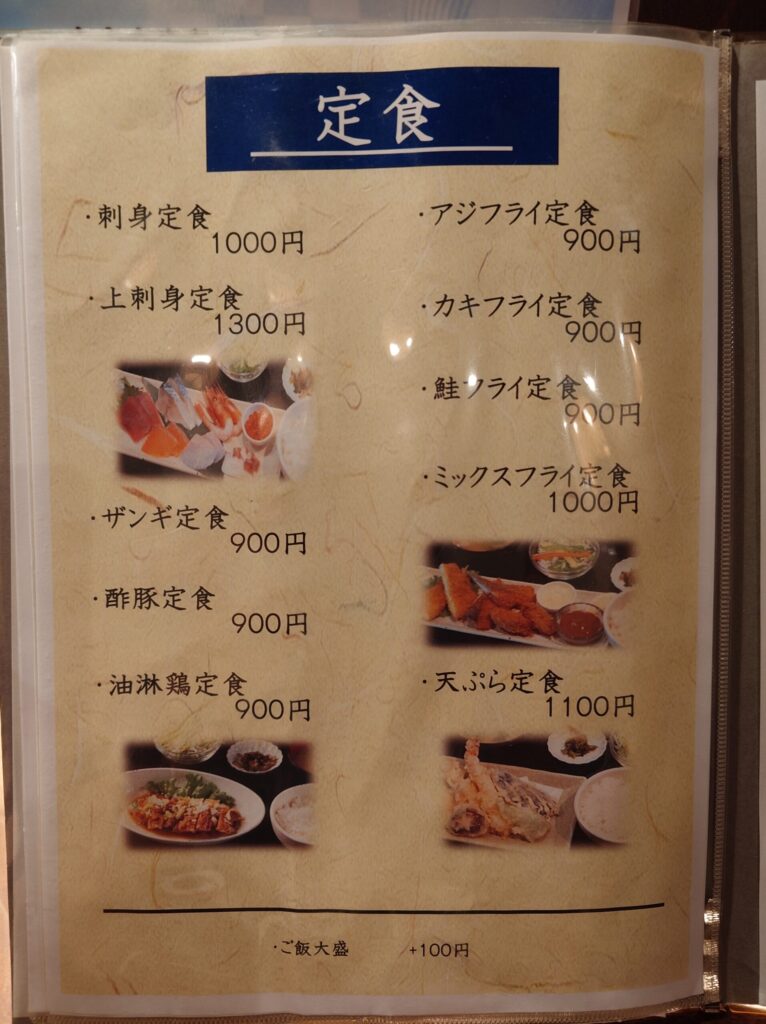 定食
・刺身定食
1000円
・上刺身定食
1300円
・ザンギ定食
900円
・酢豚定食
900円
・油淋鶏定食
900円
・アジフライ定食
900円
・カキフライ定食
900円
・鮭フライ定食
900円
・ミックスフライ定食
1000円
・天ぷら定食
1100円
・ご飯大盛 +100円